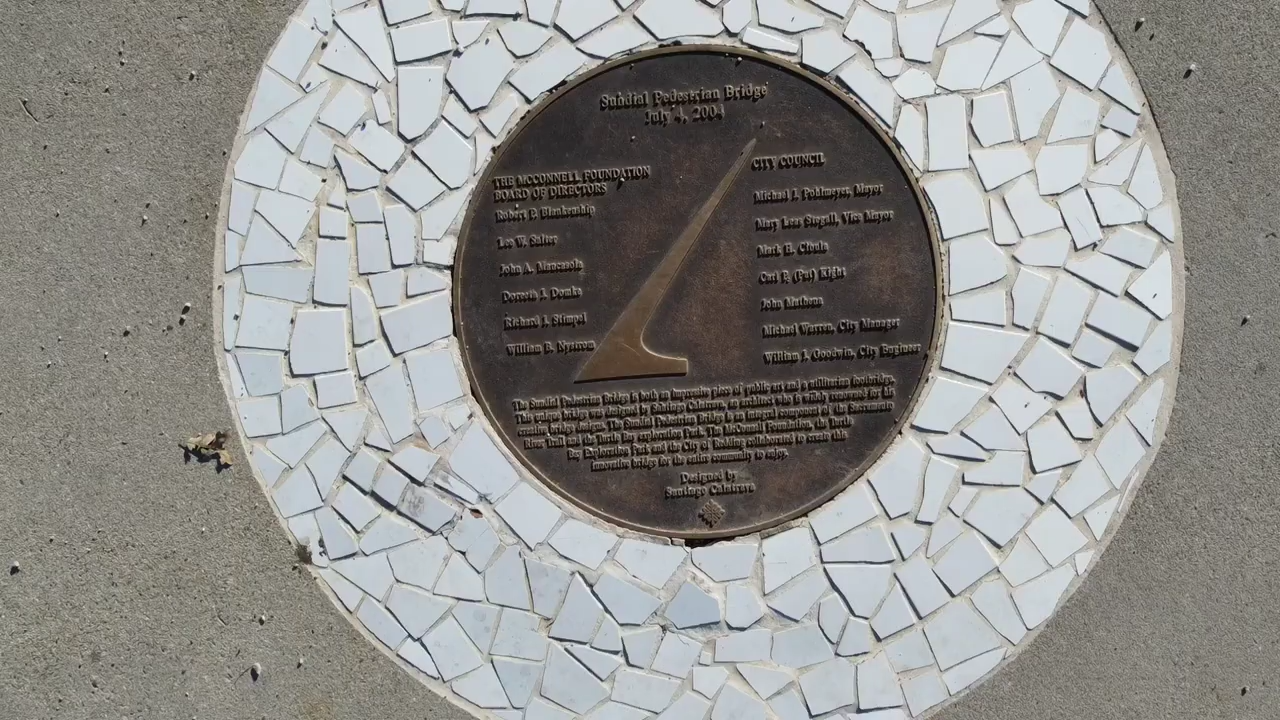 Sundial Pedestrian Bridge
July 4, 2004
THE MCCONNELL FOUNDATION
BOARD OF DIRECTORS
Robert P. Blankenship
Lee W. Salter
John A. Mancasola
Doreeth J. Domke
Richard J. Stimpel
William B. Nystrom
CITY COUNCIL
Michael J. Pohlmeyer, Mayor
Mary Lea Stegall, Vice Mayor
Mark H. Cibula
Carl P. (Pat) Kight
John Mathena
Michael Warren, City Manager
William J. Goodwin, City Engineer
The Sundial Pedestrian Bridge is both an impressive piece of public art and a utilitarian footbridge.
This unique bridge was designed by Santiago Calatrava, an architect who is widely renowned for his
creative bridge designs. The Sundial Pedestrian Bridge is an integral component of the Sacramento
River Trail and the Turtle Bay exploration Park. The McConnell Foundation, the Turtle
Bay Exploration Park and the City of Redding collaborated to create this
innovative bridge for the entire community to enjoy.
Designed by
Santiago Calatrava